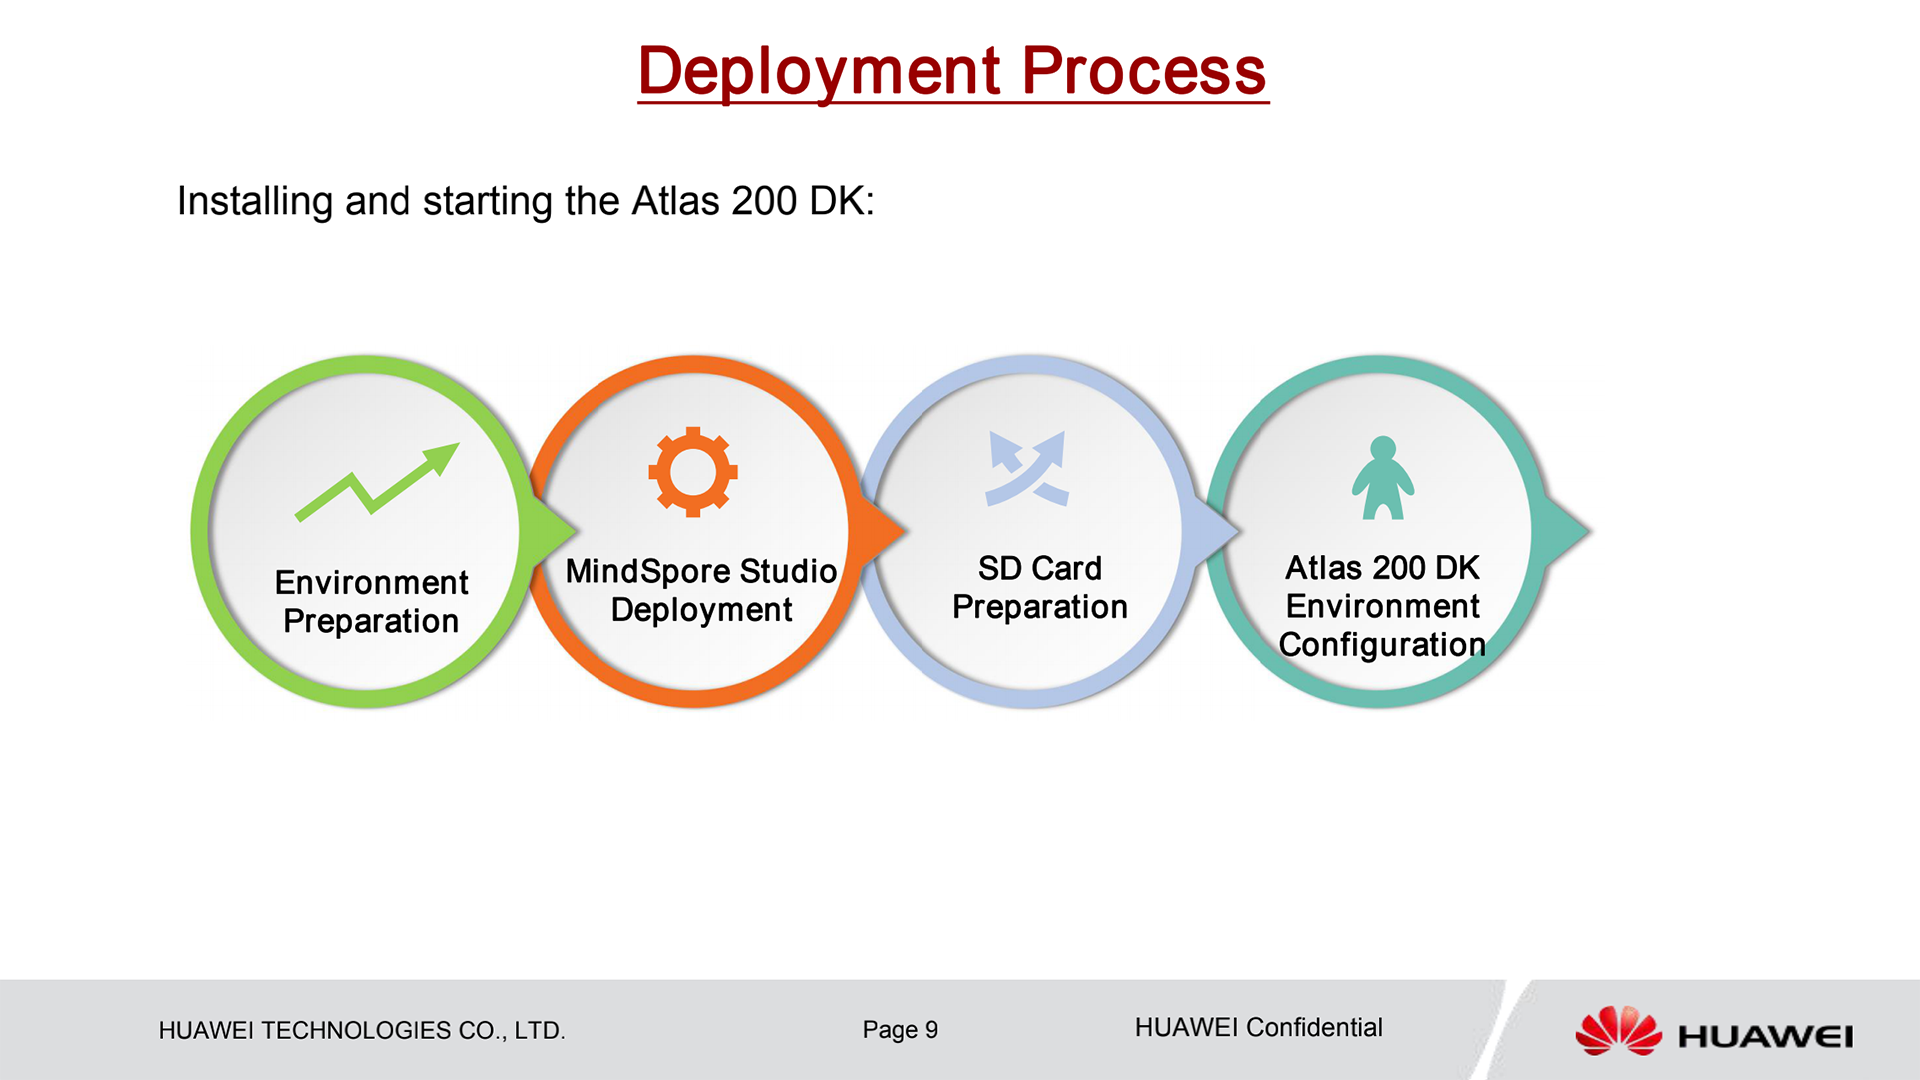 Deployment Process
Installing and starting the Atlas 200 DK:
Environment
Preparation
MindSpore Studio
Deployment
SD Card
Preparation
Atlas 200 DK
Environment
Configuration
HUAWEI TECHNOLOGIES CO., LTD.
Page 9
HUAWEI Confidential
HUAWEI